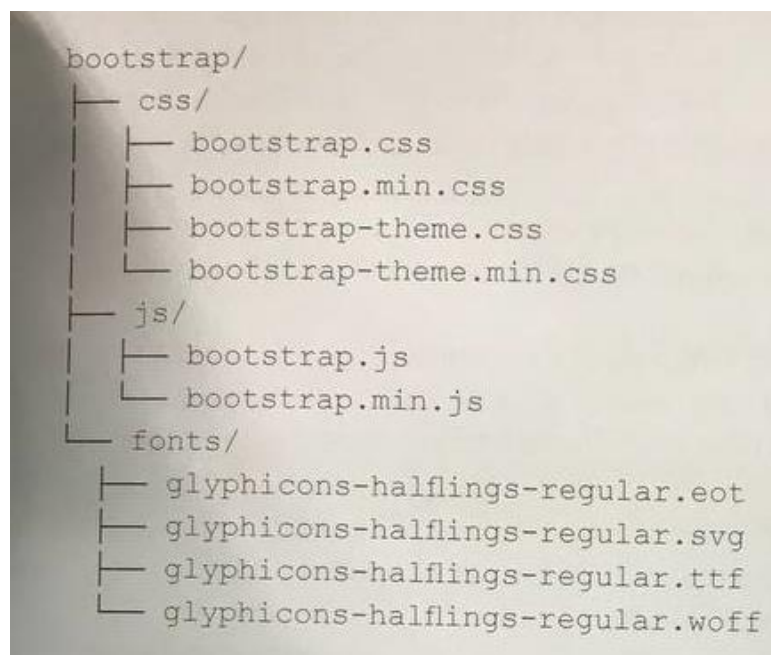 bootstrap/
├── css/
│   ├── bootstrap.css
│   ├── bootstrap.min.css
│   ├── bootstrap-theme.css
│   └── bootstrap-theme.min.css
├── js/
│   ├── bootstrap.js
│   └── bootstrap.min.js
└── fonts/
    ├── glyphicons-halflings-regular.eot
    ├── glyphicons-halflings-regular.svg
    ├── glyphicons-halflings-regular.ttf
    └── glyphicons-halflings-regular.woff